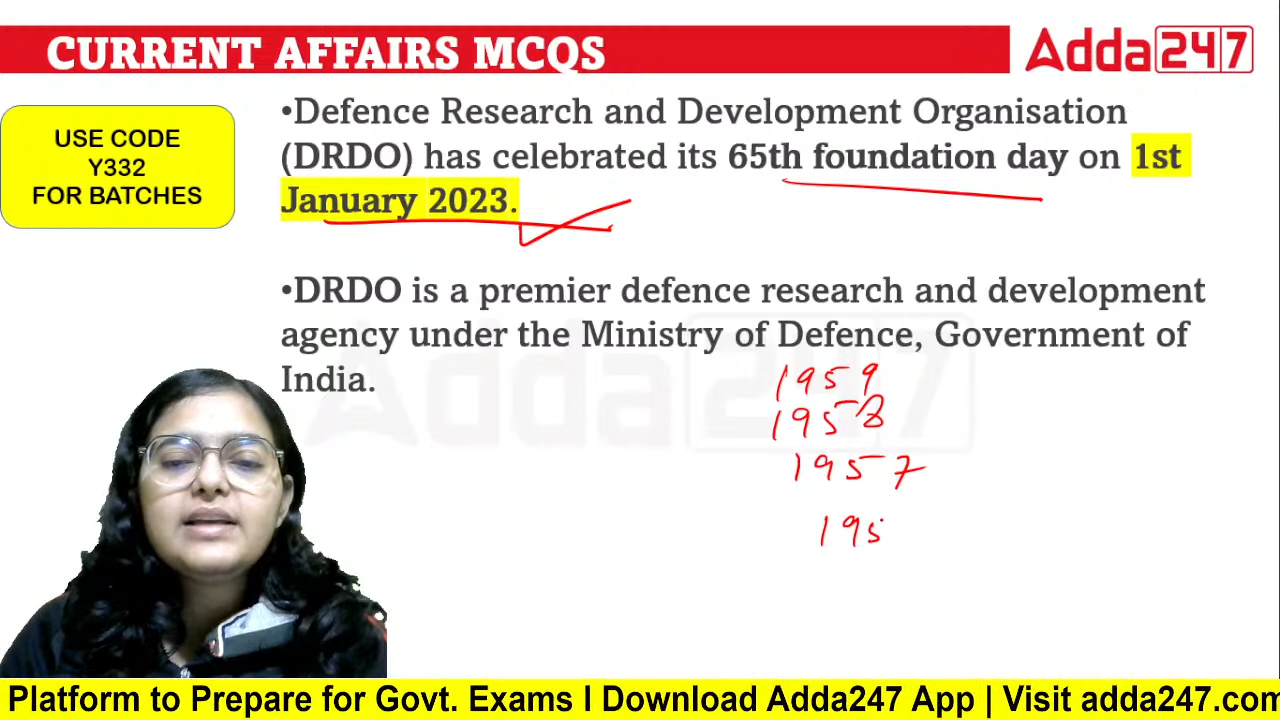 CURRENT AFFAIRS MCQS
Adda247
USE CODE
Y332
FOR BATCHES
•Defence Research and Development Organisation
(DRDO) has celebrated its 65th foundation day on 1st
January 2023.
•DRDO is a premier defence research and development
agency under the Ministry of Defence, Government of
India.
Adda247
1959
1958
1957
195
Platform to Prepare for Govt. Exams I Download Adda247 App | Visit adda247.com